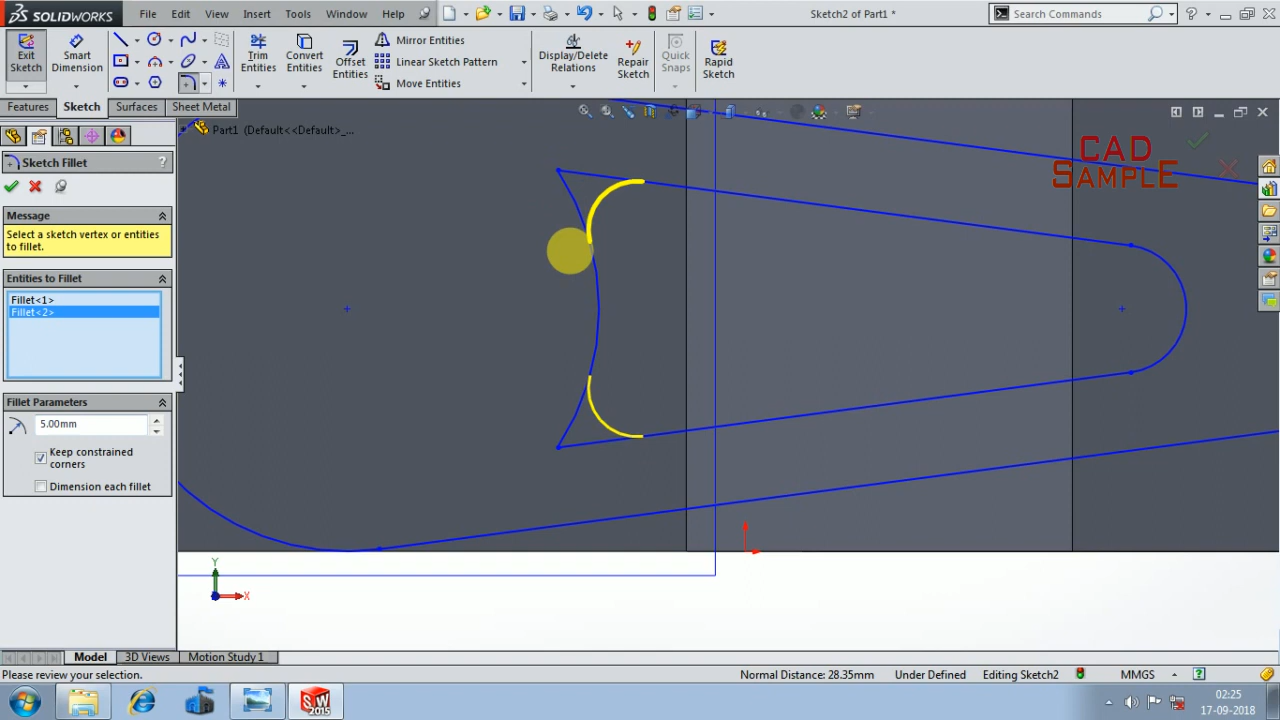 SOLIDWORKS
File Edit View Insert Tools Window Help
Sketch2 of Part1 *
Search Commands
Exit Sketch
Smart Dimension
Trim Entities
Convert Entities
Offset Entities
Mirror Entities
Linear Sketch Pattern
Move Entities
Display/Delete Relations
Repair Sketch
Quick Snaps
Rapid Sketch
Features Sketch Surfaces Sheet Metal
Part1 (Default<<Default>_...
CAD
SAMPLE
Sketch Fillet
?
Message
Select a sketch vertex or entities
to fillet.
Entities to Fillet
Fillet<1>
Fillet<2>
Fillet Parameters
5.00mm
Keep constrained
corners
Dimension each fillet
Y
X
Model 3D Views Motion Study 1
Please review your selection.
Normal Distance: 28.35mm Under Defined Editing Sketch2 MMGS
02:25
17-09-2018
SW
2015